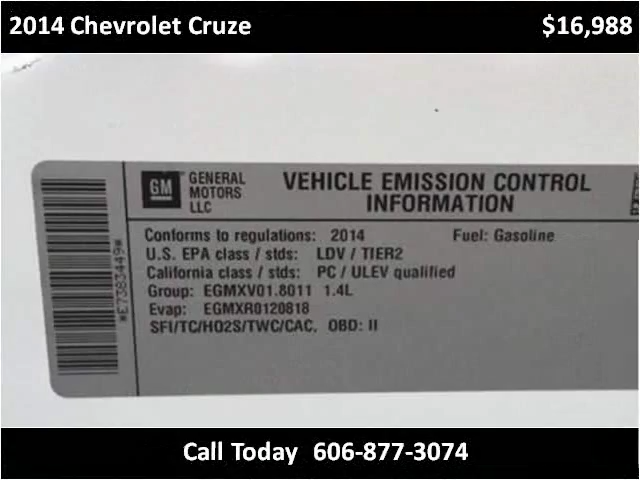 2014 Chevrolet Cruze $16,988
GM GENERAL MOTORS LLC
VEHICLE EMISSION CONTROL INFORMATION
Conforms to regulations: 2014 Fuel: Gasoline
U.S. EPA class / stds: LDV / TIER2
California class / stds: PC / ULEV qualified
Group: EGMXV01.8011 1.4L
Evap: EGMXR0120818
SFI/TC/HO2S/TWC/CAC, OBD: II
*E7383449*
Call Today 606-877-3074